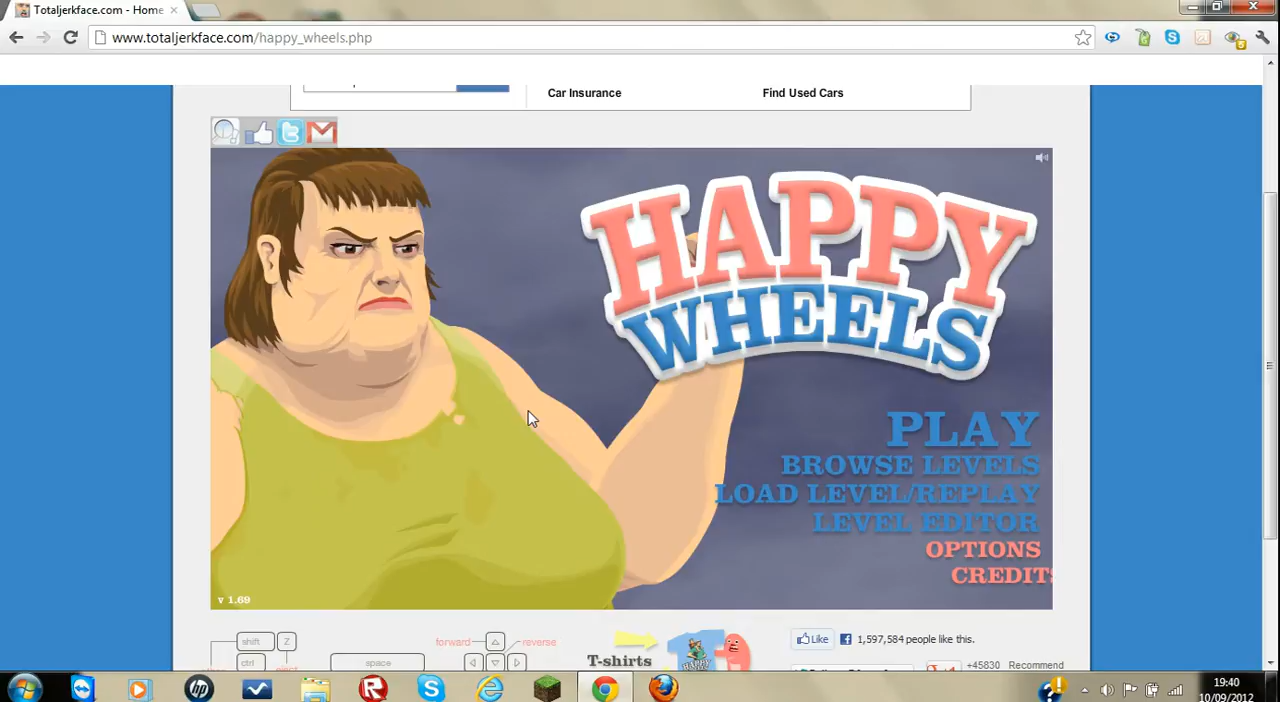 Totaljerkface.com - Home
www.totaljerkface.com/happy_wheels.php
5
Car Insurance
Find Used Cars
HAPPY
WHEELS
PLAY
BROWSE LEVELS
LOAD LEVEL/REPLAY
LEVEL EDITOR
OPTIONS
CREDITS
v 1.69
shift
Z
ctrl
space
forward
reverse
T-shirts
Like
1,597,584 people like this.
+45830
Recommend
19:40
10/09/2012